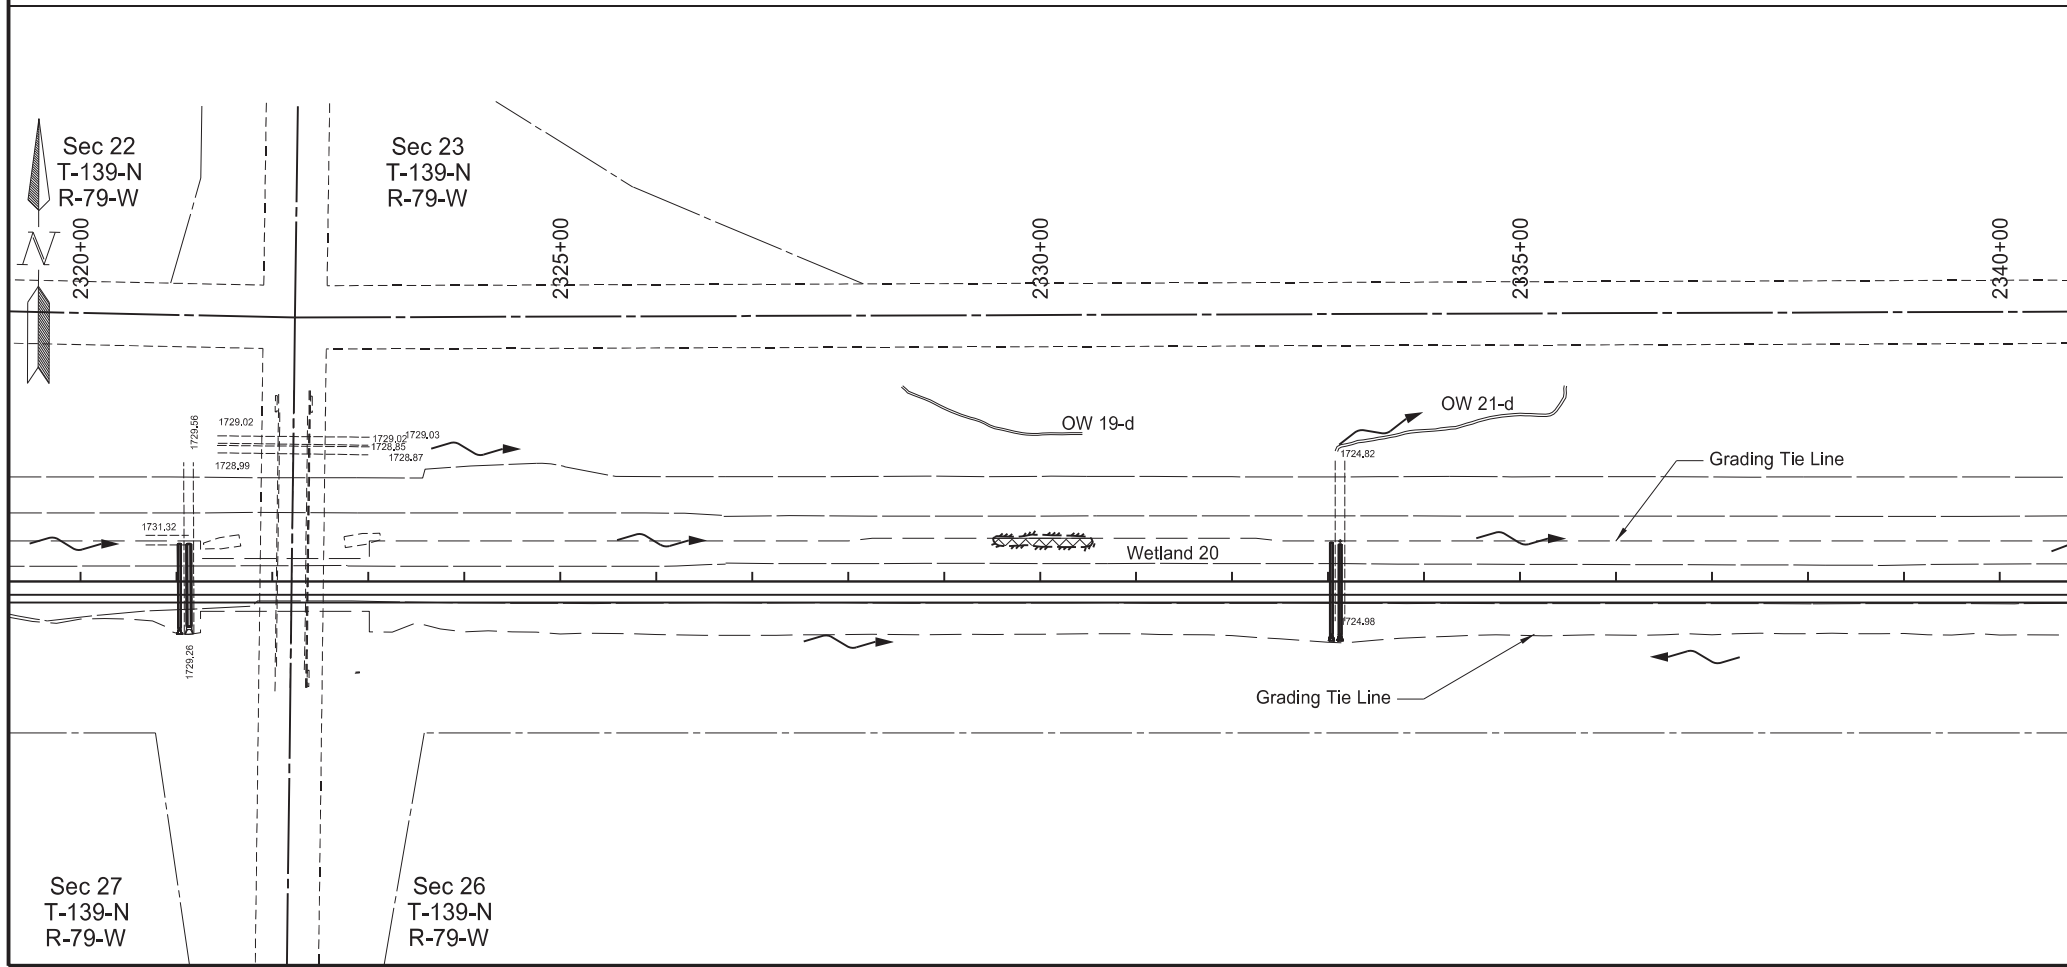 Sec 22
T-139-N
R-79-W
Sec 23
T-139-N
R-79-W
N
2320+00
2325+00
2330+00
2335+00
2340+00
1729.02
1729.56
1729.02
1729.03
1728.85
1728.87
1728.99
1731.32
OW 19-d
OW 21-d
1724.82
Grading Tie Line
Wetland 20
1724.98
1729.26
Grading Tie Line
Sec 27
T-139-N
R-79-W
Sec 26
T-139-N
R-79-W